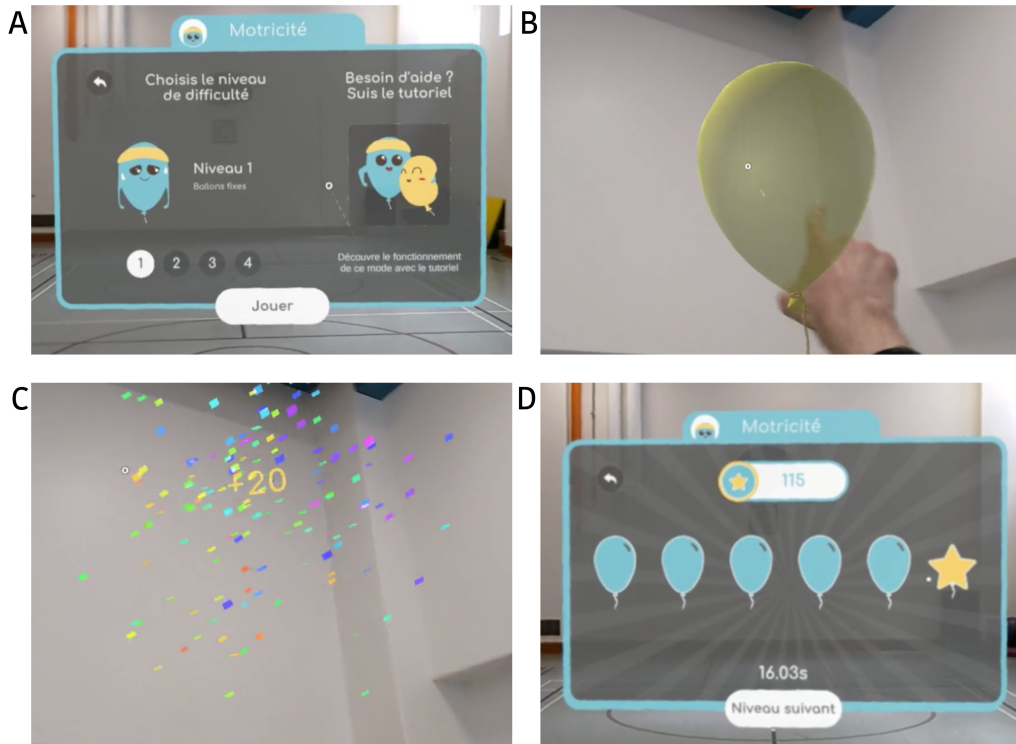 A
Motricité
Choisis le niveau
de difficulté
Besoin d'aide ?
Suis le tutoriel
Niveau 1
Ballons fixes
1 2 3 4
Découvre le fonctionnement
de ce mode avec le tutoriel
Jouer
B
C
+20
D
Motricité
115
16.03s
Niveau suivant